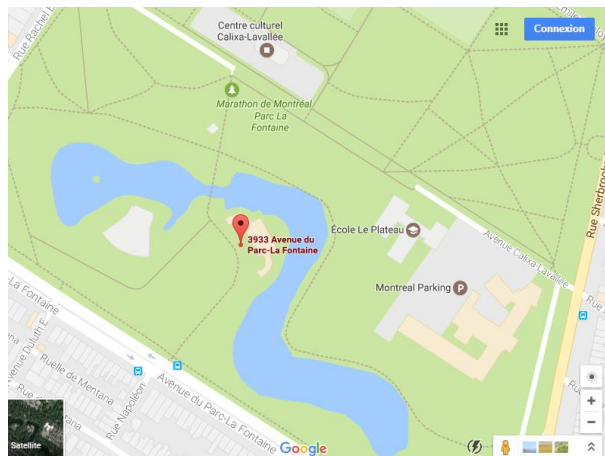 Rue Rachel E
Centre culturel
Calixa-Lavallée
Connexion
Marathon de Montréal
Parc La
Fontaine
Rue Sherbrooke
3933 Avenue du
Parc-La Fontaine
École Le Plateau
Avenue Calixa-Lavallée
Montreal Parking
P
Avenue Duluth E
Ruelle de Mentana
Rue Napoléon
Avenue du Parc-La Fontaine
Satellite
Google